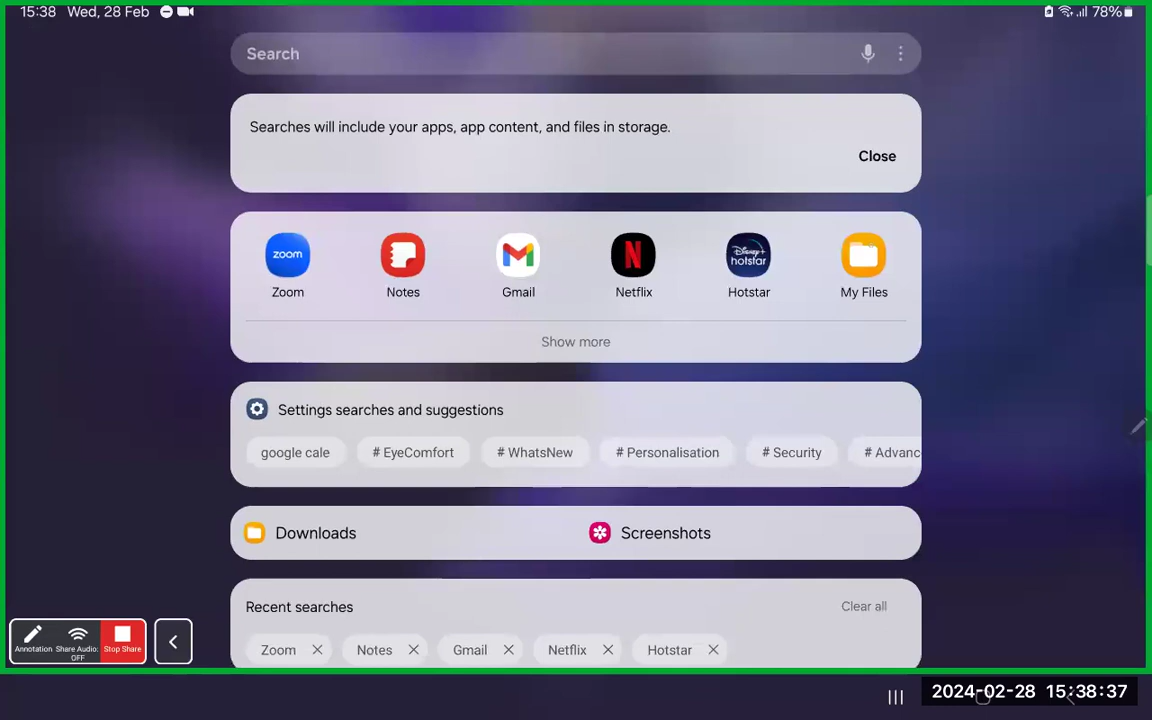 15:38 Wed, 28 Feb
78%
Search
Searches will include your apps, app content, and files in storage.
Close
zoom
N
Disney+ hotstar
Zoom Notes Gmail Netflix Hotstar My Files
Show more
Settings searches and suggestions
google cale # EyeComfort # WhatsNew # Personalisation # Security # Advanc
Downloads Screenshots
Recent searches Clear all
Zoom Notes Gmail Netflix Hotstar
Annotation Share Audio: OFF Stop Share
2024-02-28 15:38:37